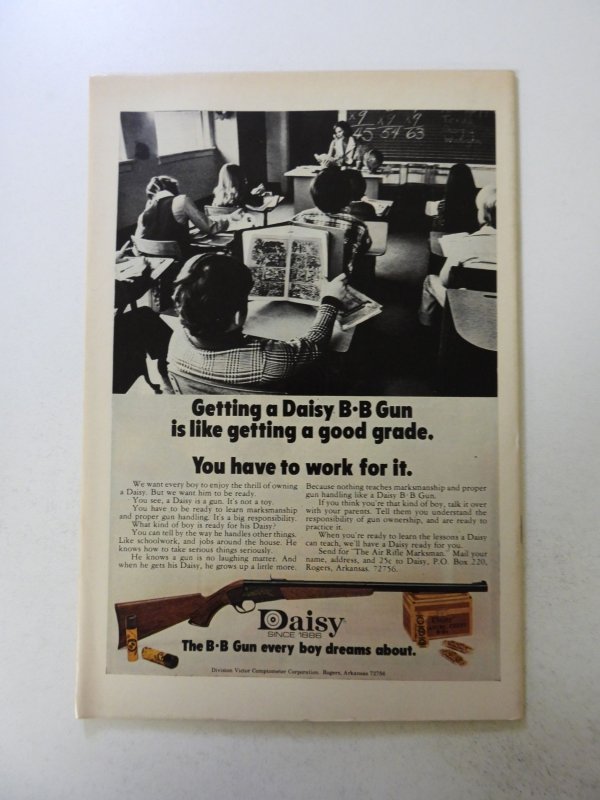 x9 x9 x9
45 54 63
Getting a Daisy B·B Gun
is like getting a good grade.
You have to work for it.
We want every boy to enjoy the thrill of owning
a Daisy. But we want him to be ready.
You see, a Daisy is a gun. It's not a toy.
You have to be ready to learn marksmanship
and proper gun handling. It's a big responsibility.
What kind of boy is ready for his Daisy?
You can tell by the way he handles other things.
Like schoolwork, and jobs around the house. He
knows how to take serious things seriously.
He knows a gun is no laughing matter. And
when he gets his Daisy, he grows up a little more.
Because nothing teaches marksmanship and proper
gun handling like a Daisy B·B Gun.
If you think you're that kind of boy, talk it over
with your parents. Tell them you understand the
responsibility of gun ownership, and are ready to
practice it.
When you're ready to learn the lessons a Daisy
can teach, we'll have a Daisy ready for you.
Send for "The Air Rifle Marksman." Mail your
name, address, and 25¢ to Daisy, P.O. Box 220,
Rogers, Arkansas 72756.
Daisy
SINCE 1886
The B·B Gun every boy dreams about.
Division Victor Comptometer Corporation, Rogers, Arkansas 72756